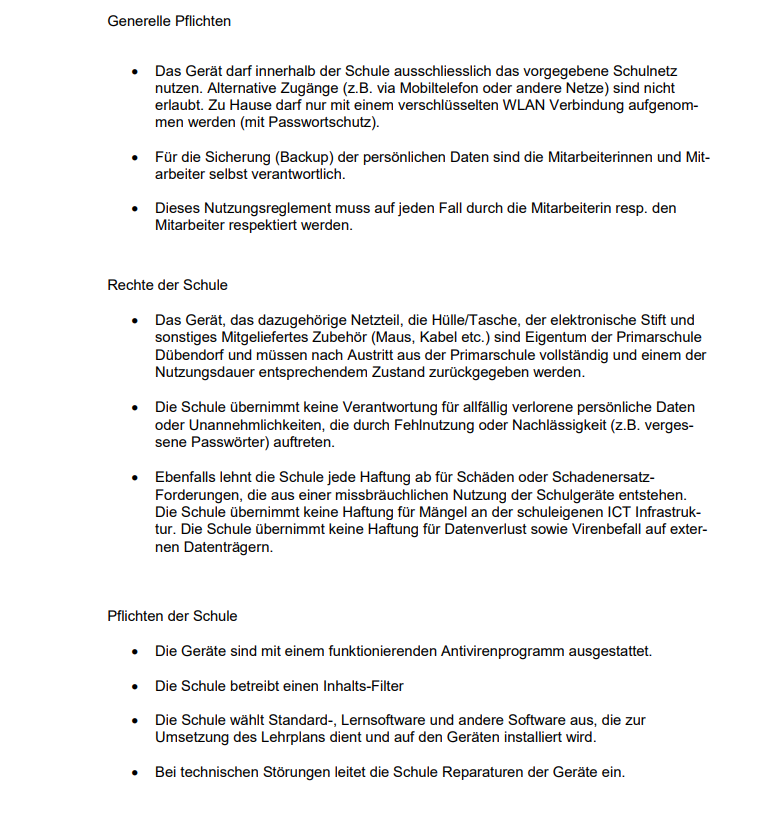 Generelle Pflichten
• Das Gerät darf innerhalb der Schule ausschliesslich das vorgegebene Schulnetz
nutzen. Alternative Zugänge (z.B. via Mobiltelefon oder andere Netze) sind nicht
erlaubt. Zu Hause darf nur mit einem verschlüsselten WLAN Verbindung aufgenom-
men werden (mit Passwortschutz).
• Für die Sicherung (Backup) der persönlichen Daten sind die Mitarbeiterinnen und Mit-
arbeiter selbst verantwortlich.
• Dieses Nutzungsreglement muss auf jeden Fall durch die Mitarbeiterin resp. den
Mitarbeiter respektiert werden.
Rechte der Schule
• Das Gerät, das dazugehörige Netzteil, die Hülle/Tasche, der elektronische Stift und
sonstiges Mitgeliefertes Zubehör (Maus, Kabel etc.) sind Eigentum der Primarschule
Dübendorf und müssen nach Austritt aus der Primarschule vollständig und einem der
Nutzungsdauer entsprechendem Zustand zurückgegeben werden.
• Die Schule übernimmt keine Verantwortung für allfällig verlorene persönliche Daten
oder Unannehmlichkeiten, die durch Fehlnutzung oder Nachlässigkeit (z.B. verges-
sene Passwörter) auftreten.
• Ebenfalls lehnt die Schule jede Haftung ab für Schäden oder Schadenersatz-
Forderungen, die aus einer missbräuchlichen Nutzung der Schulgeräte entstehen.
Die Schule übernimmt keine Haftung für Mängel an der schuleigenen ICT Infrastruk-
tur. Die Schule übernimmt keine Haftung für Datenverlust sowie Virenbefall auf exter-
nen Datenträgern.
Pflichten der Schule
• Die Geräte sind mit einem funktionierenden Antivirenprogramm ausgestattet.
• Die Schule betreibt einen Inhalts-Filter
• Die Schule wählt Standard-, Lernsoftware und andere Software aus, die zur
Umsetzung des Lehrplans dient und auf den Geräten installiert wird.
• Bei technischen Störungen leitet die Schule Reparaturen der Geräte ein.